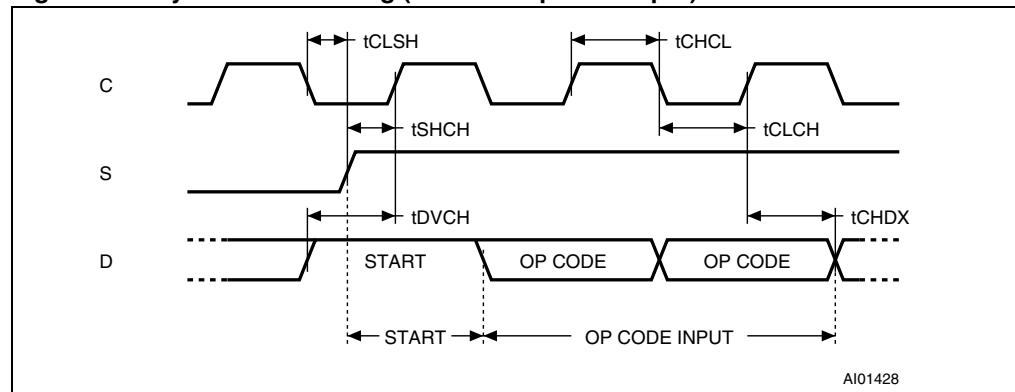 tCLSH
tCHCL
C
tSHCH
tCLCH
S
tDVCH
tCHDX
D
START
OP CODE
OP CODE
START
OP CODE INPUT
AI01428